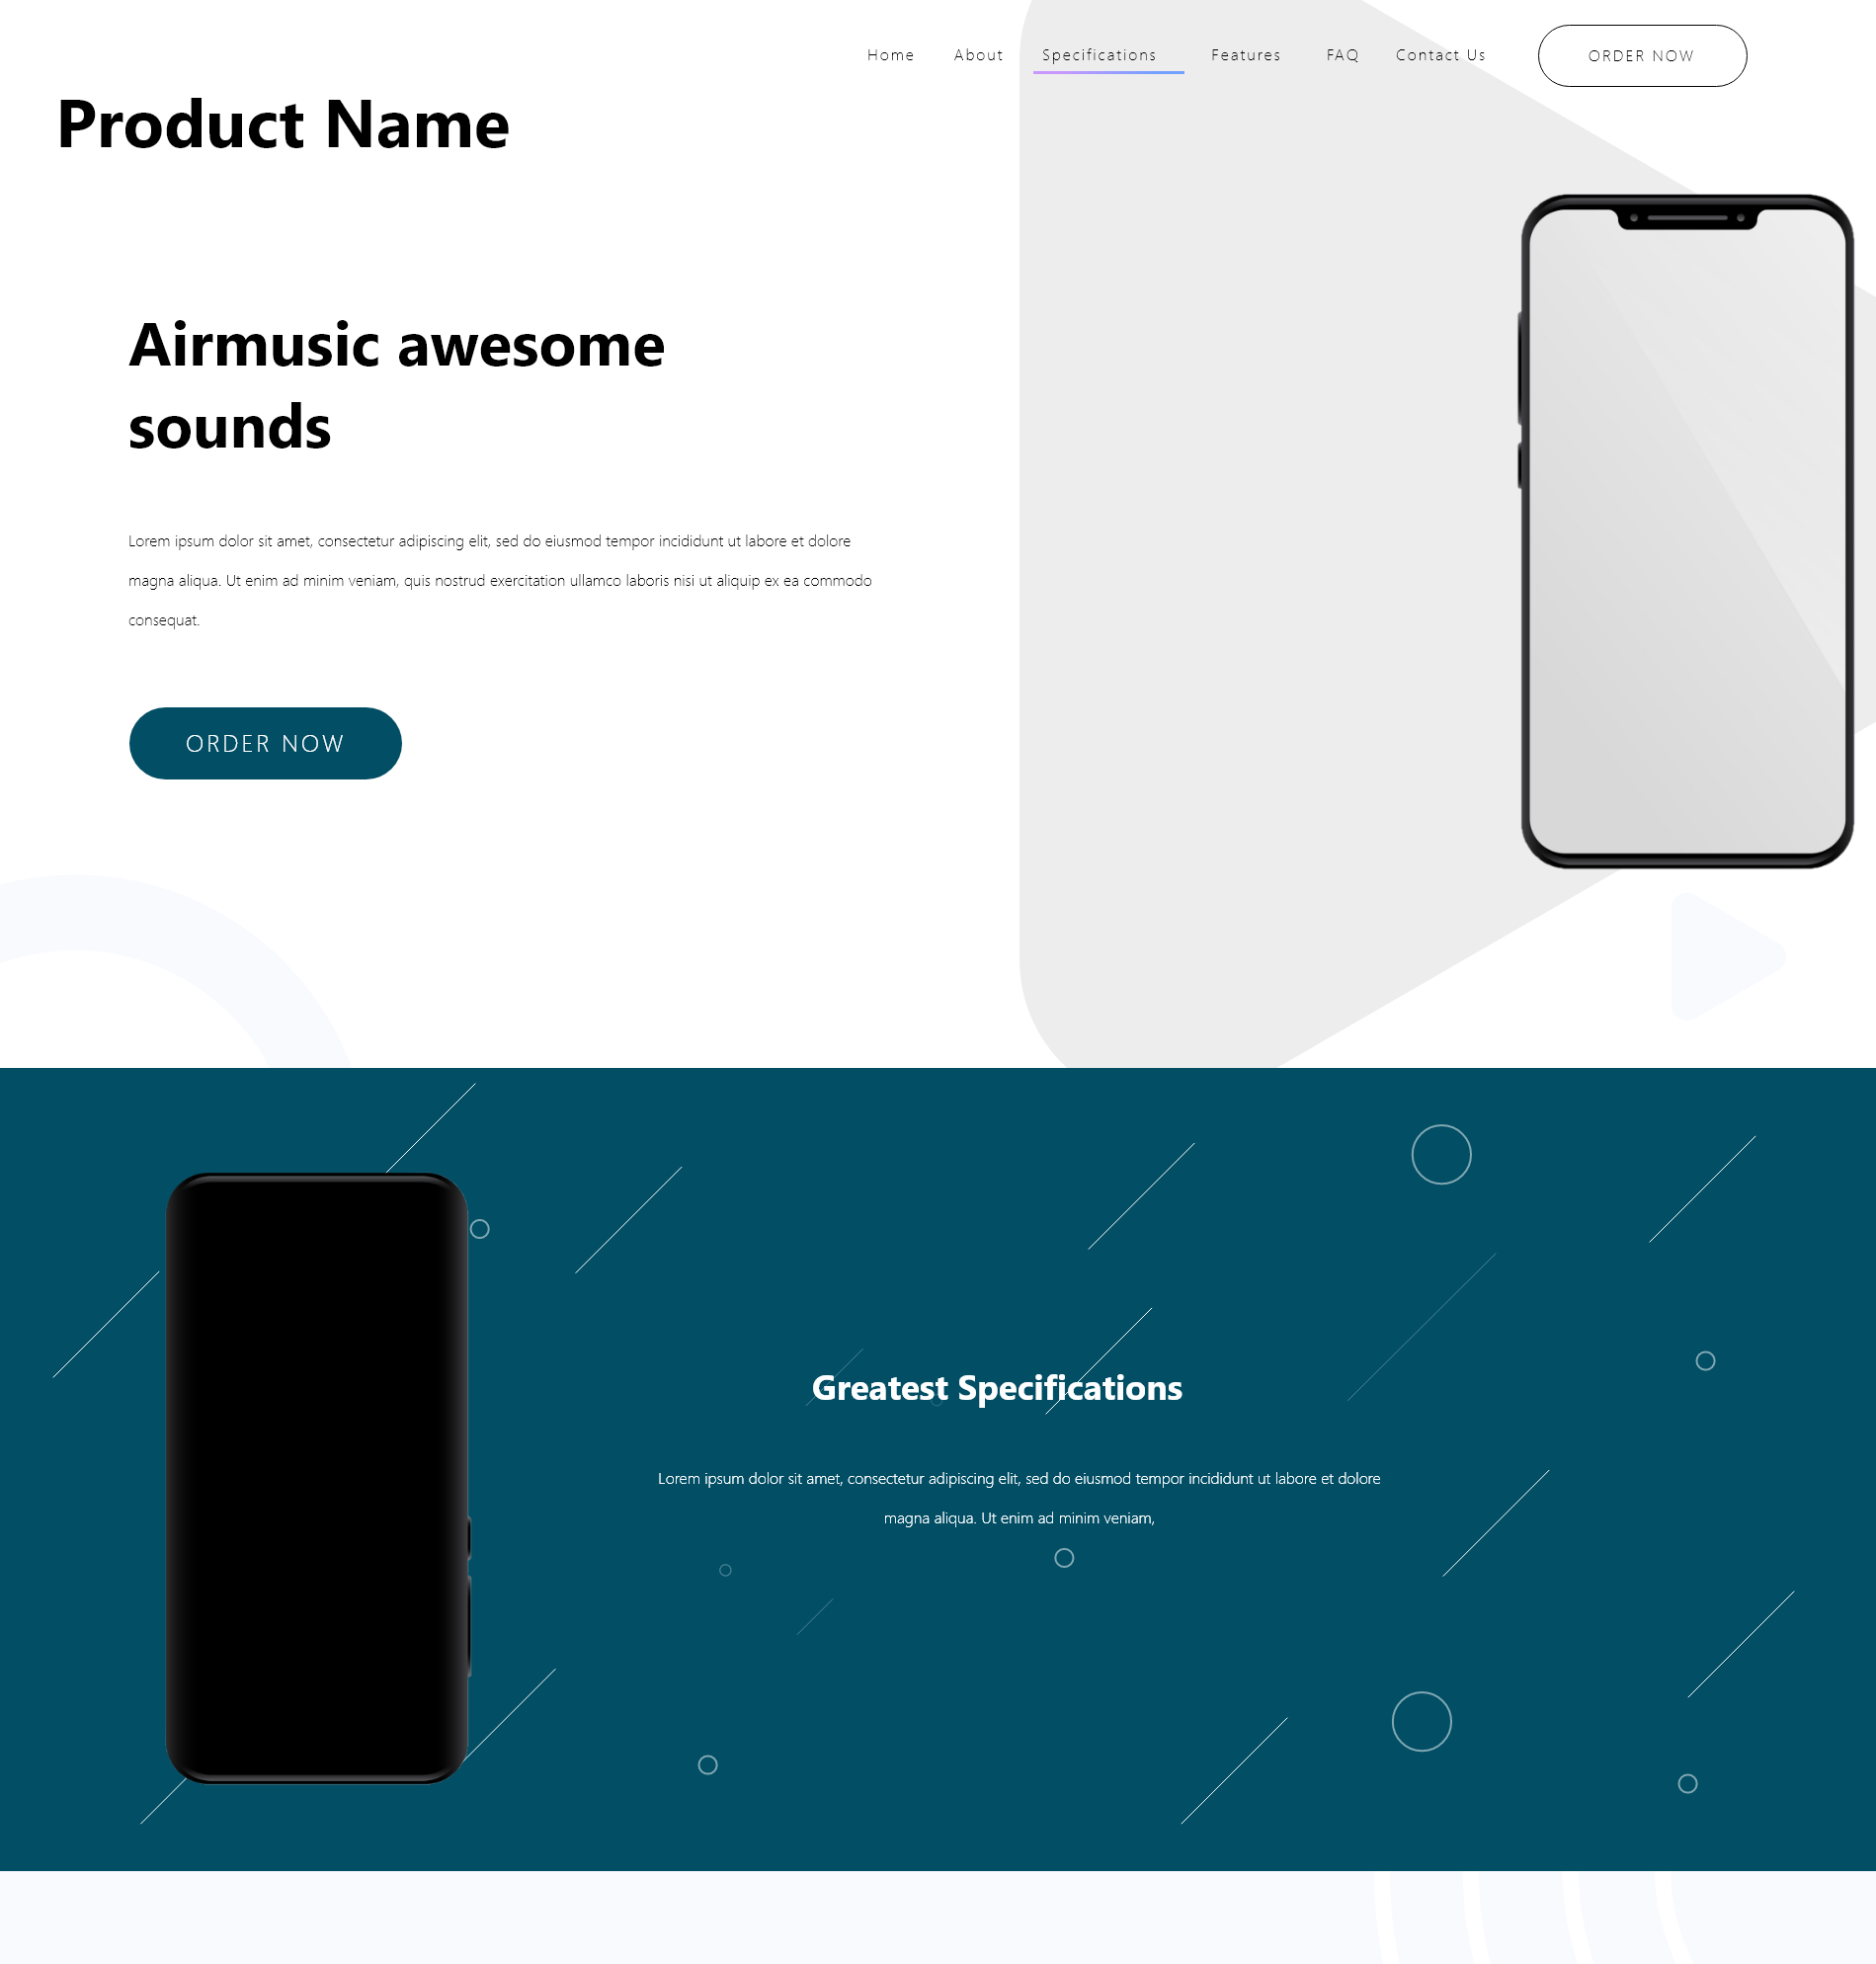 Home About Specifications Features FAQ Contact Us ORDER NOW
Product Name
Airmusic awesome
sounds
Lorem ipsum dolor sit amet, consectetur adipiscing elit, sed do eiusmod tempor incididunt ut labore et dolore
magna aliqua. Ut enim ad minim veniam, quis nostrud exercitation ullamco laboris nisi ut aliquip ex ea commodo
consequat.
ORDER NOW
Greatest Specifications
Lorem ipsum dolor sit amet, consectetur adipiscing elit, sed do eiusmod tempor incididunt ut labore et dolore
magna aliqua. Ut enim ad minim veniam,